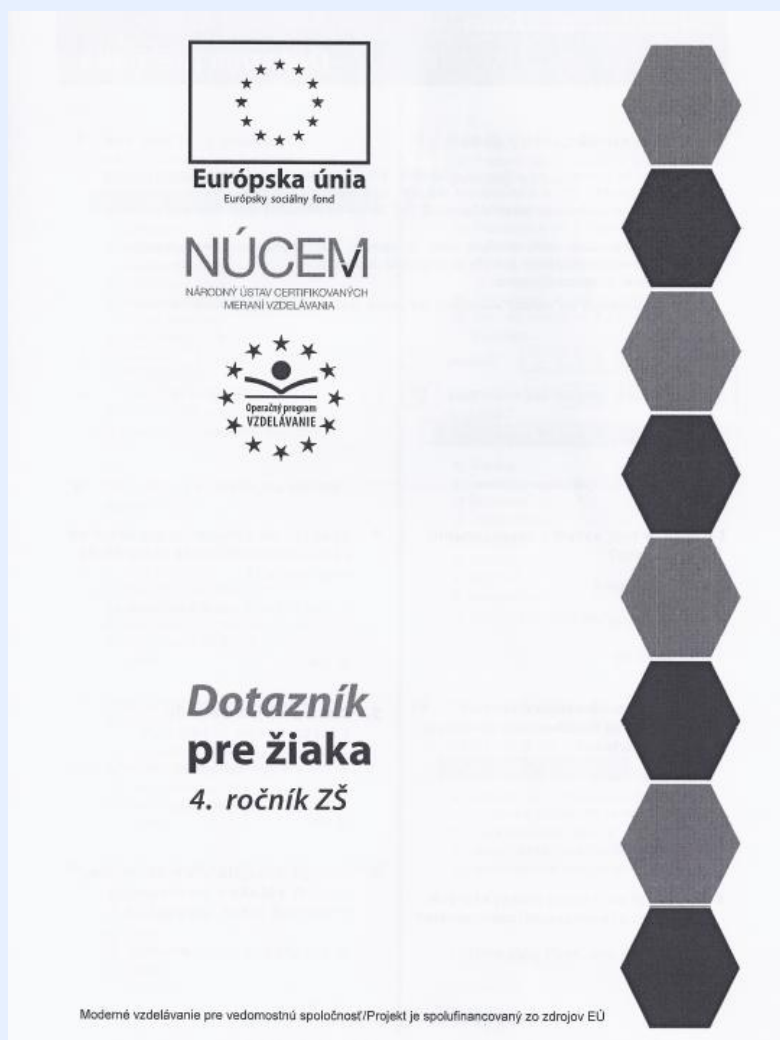 Európska únia
Európsky sociálny fond
NÚCEM
NÁRODNÝ ÚSTAV CERTIFIKOVANÝCH
MERANÍ VZDELÁVANIA
Operačný program
VZDELÁVANIE
Dotazník
pre žiaka
4. ročník ZŠ
Moderné vzdelávanie pre vedomostnú spoločnosť/Projekt je spolufinancovaný zo zdrojov EÚ